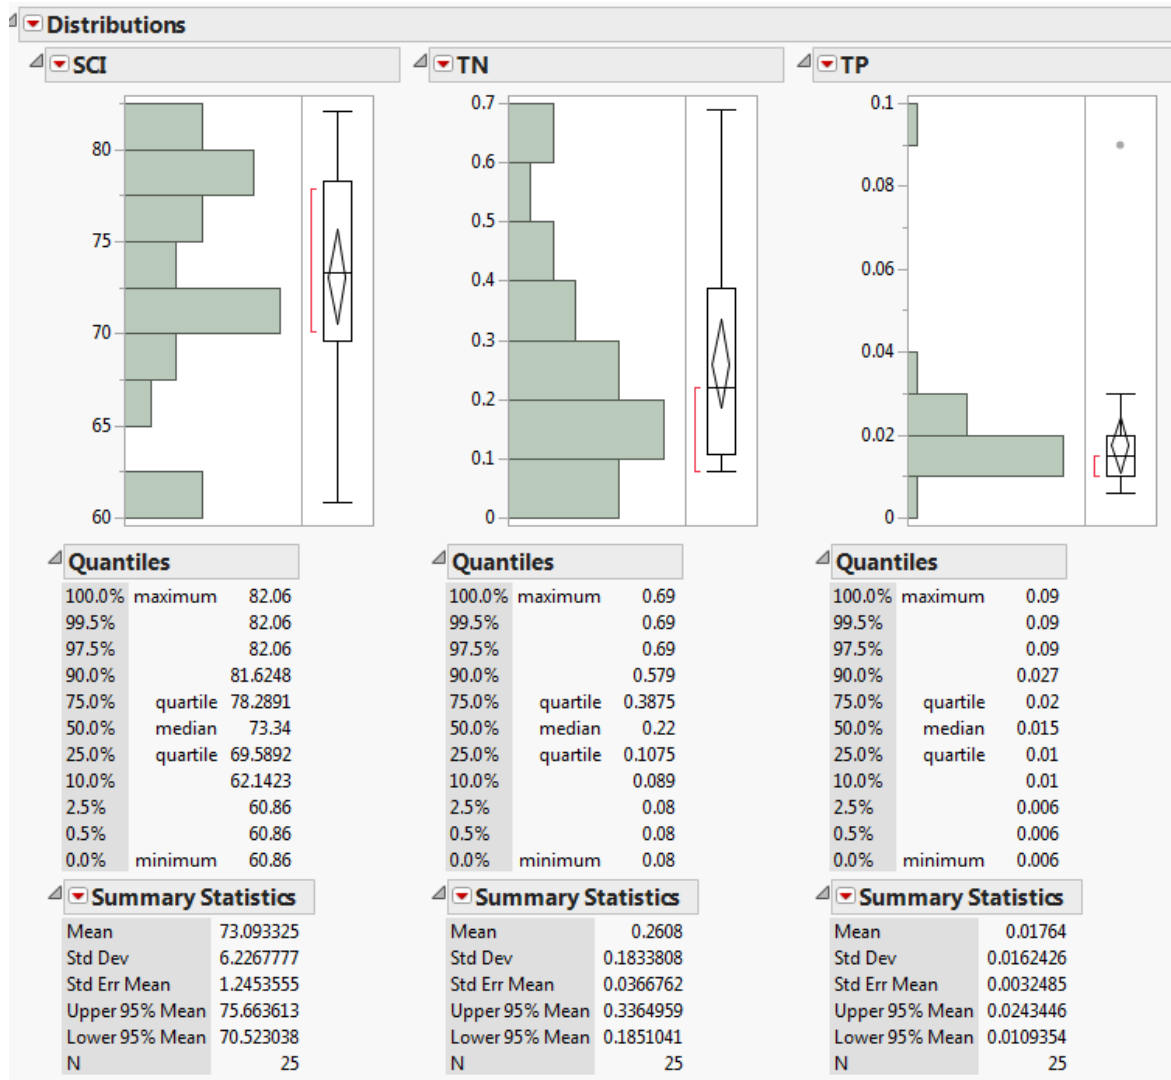 Distributions
SCI
80
75
70
65
60
Quantiles
100.0% maximum 82.06
99.5% 82.06
97.5% 82.06
90.0% 81.6248
75.0% quartile 78.2891
50.0% median 73.34
25.0% quartile 69.5892
10.0% 62.1423
2.5% 60.86
0.5% 60.86
0.0% minimum 60.86
Summary Statistics
Mean 73.093325
Std Dev 6.2267777
Std Err Mean 1.2453555
Upper 95% Mean 75.663613
Lower 95% Mean 70.523038
N 25
TN
0.7
0.6
0.5
0.4
0.3
0.2
0.1
0
Quantiles
100.0% maximum 0.69
99.5% 0.69
97.5% 0.69
90.0% 0.579
75.0% quartile 0.3875
50.0% median 0.22
25.0% quartile 0.1075
10.0% 0.089
2.5% 0.08
0.5% 0.08
0.0% minimum 0.08
Summary Statistics
Mean 0.2608
Std Dev 0.1833808
Std Err Mean 0.0366762
Upper 95% Mean 0.3364959
Lower 95% Mean 0.1851041
N 25
TP
0.1
0.08
0.06
0.04
0.02
0
Quantiles
100.0% maximum 0.09
99.5% 0.09
97.5% 0.09
90.0% 0.027
75.0% quartile 0.02
50.0% median 0.015
25.0% quartile 0.01
10.0% 0.01
2.5% 0.006
0.5% 0.006
0.0% minimum 0.006
Summary Statistics
Mean 0.01764
Std Dev 0.0162426
Std Err Mean 0.0032485
Upper 95% Mean 0.0243446
Lower 95% Mean 0.0109354
N 25